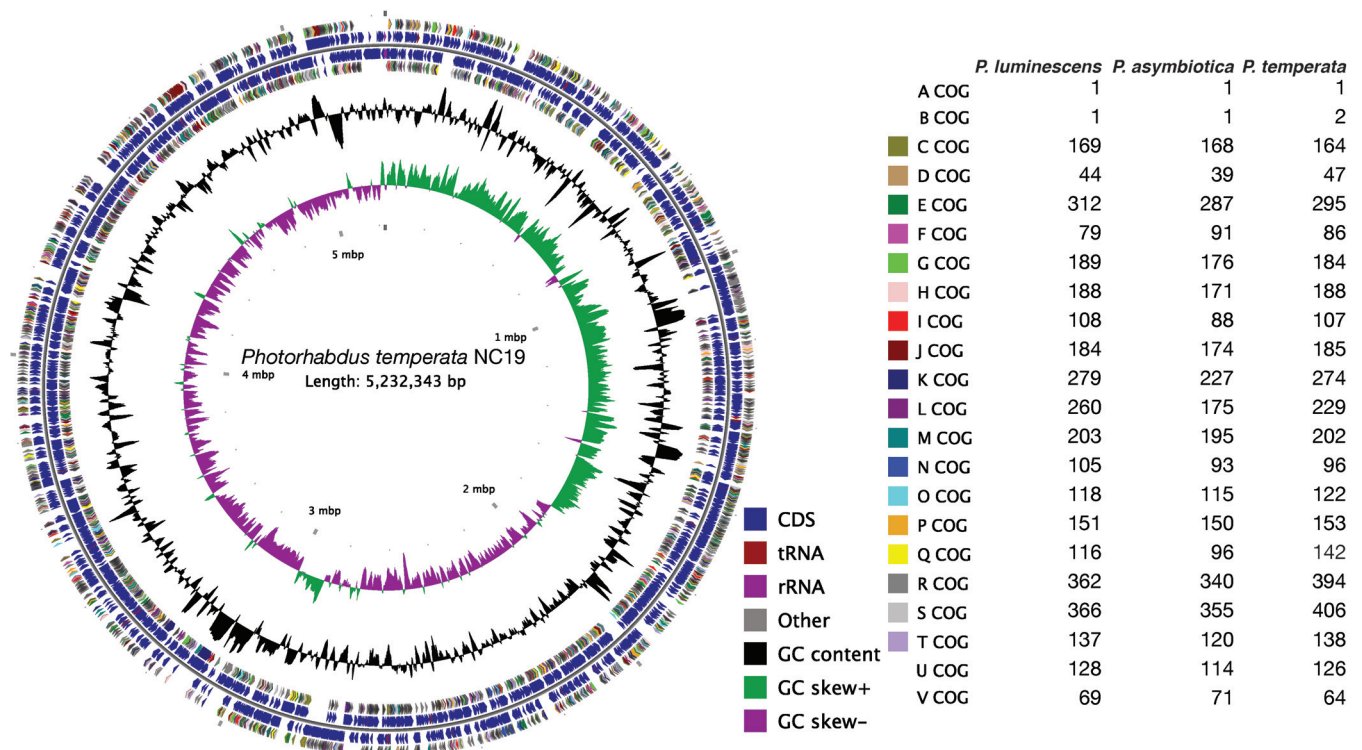 5 mbp
1 mbp
Photorhabdus temperata NC19
Length: 5,232,343 bp
4 mbp
2 mbp
3 mbp
CDS
tRNA
rRNA
Other
GC content
GC skew+
GC skew-
P. luminescens P. asymbiotica P. temperata
A COG 1 1 1
B COG 1 1 2
C COG 169 168 164
D COG 44 39 47
E COG 312 287 295
F COG 79 91 86
G COG 189 176 184
H COG 188 171 188
I COG 108 88 107
J COG 184 174 185
K COG 279 227 274
L COG 260 175 229
M COG 203 195 202
N COG 105 93 96
O COG 118 115 122
P COG 151 150 153
Q COG 116 96 142
R COG 362 340 394
S COG 366 355 406
T COG 137 120 138
U COG 128 114 126
V COG 69 71 64